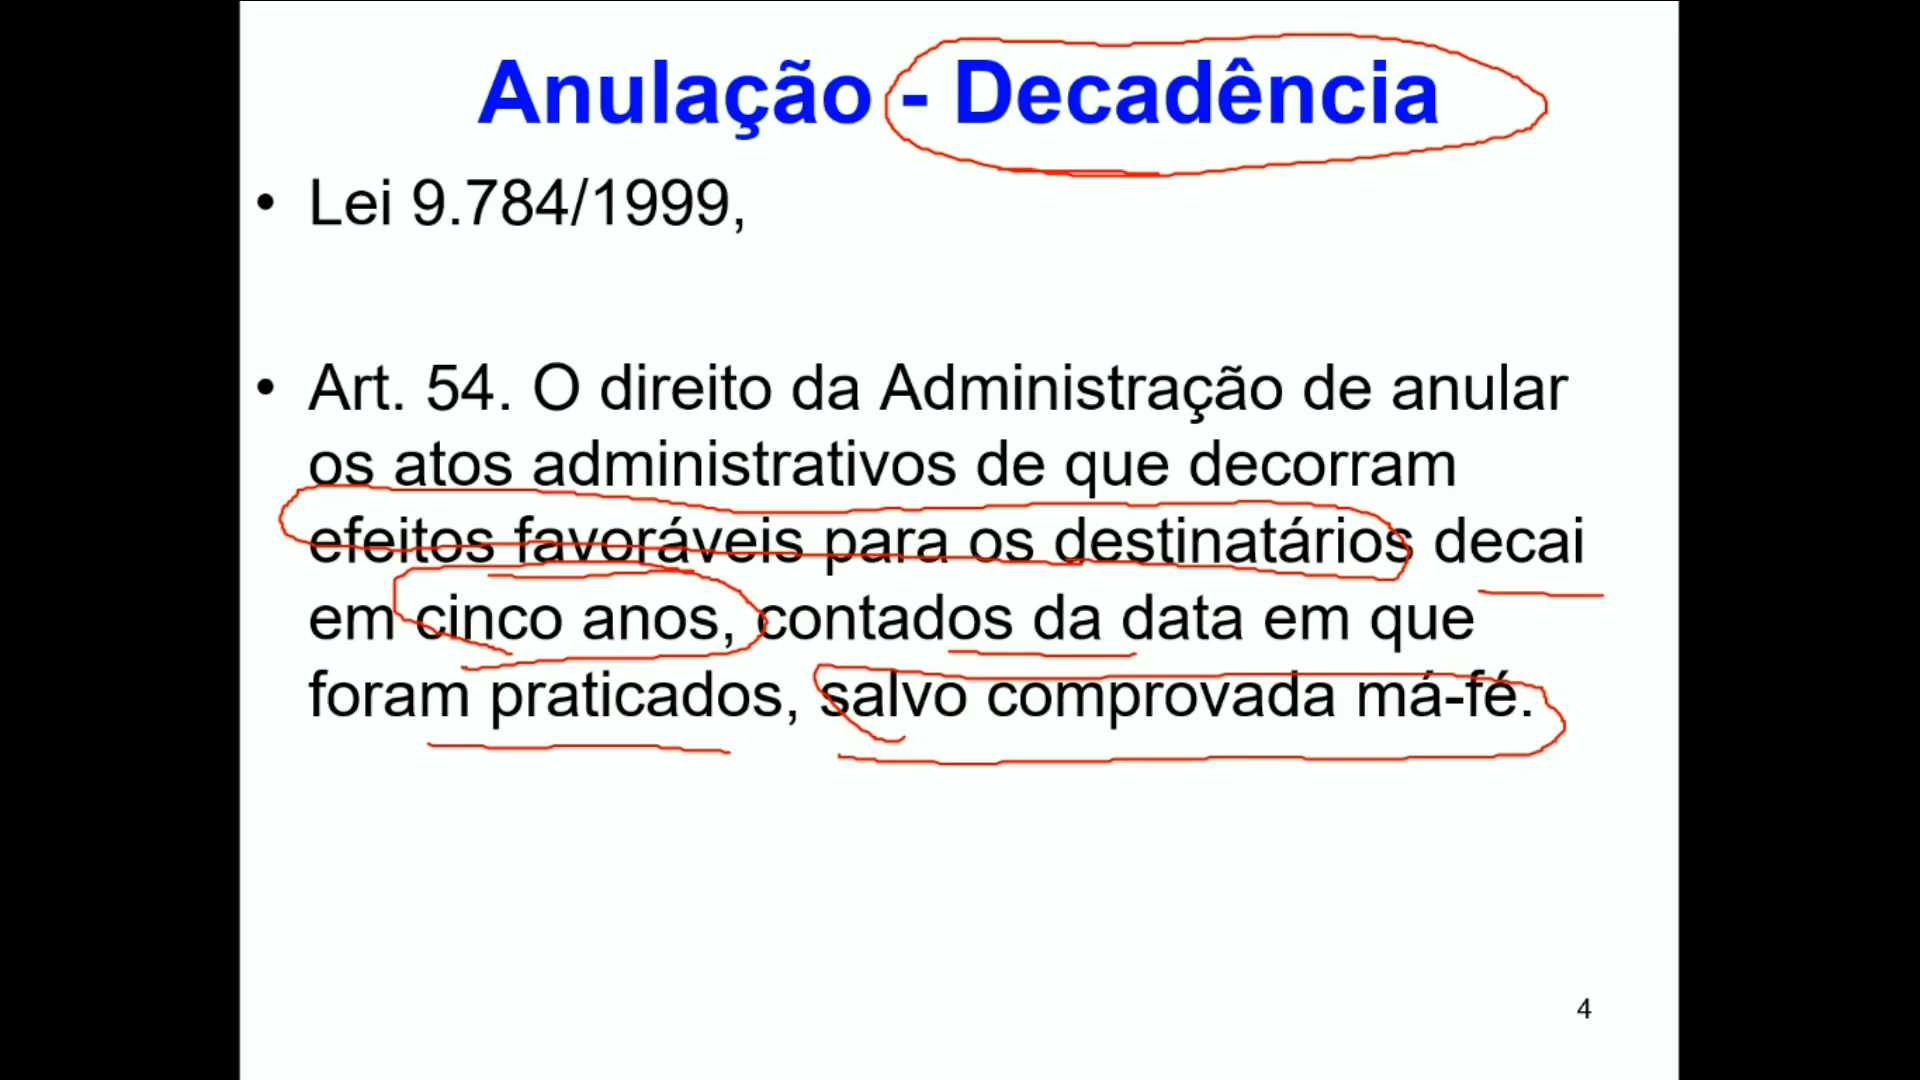 Anulação - Decadência
• Lei 9.784/1999,
• Art. 54. O direito da Administração de anular
os atos administrativos de que decorram
efeitos favoráveis para os destinatários decai
em cinco anos, contados da data em que
foram praticados, salvo comprovada má-fé.
4